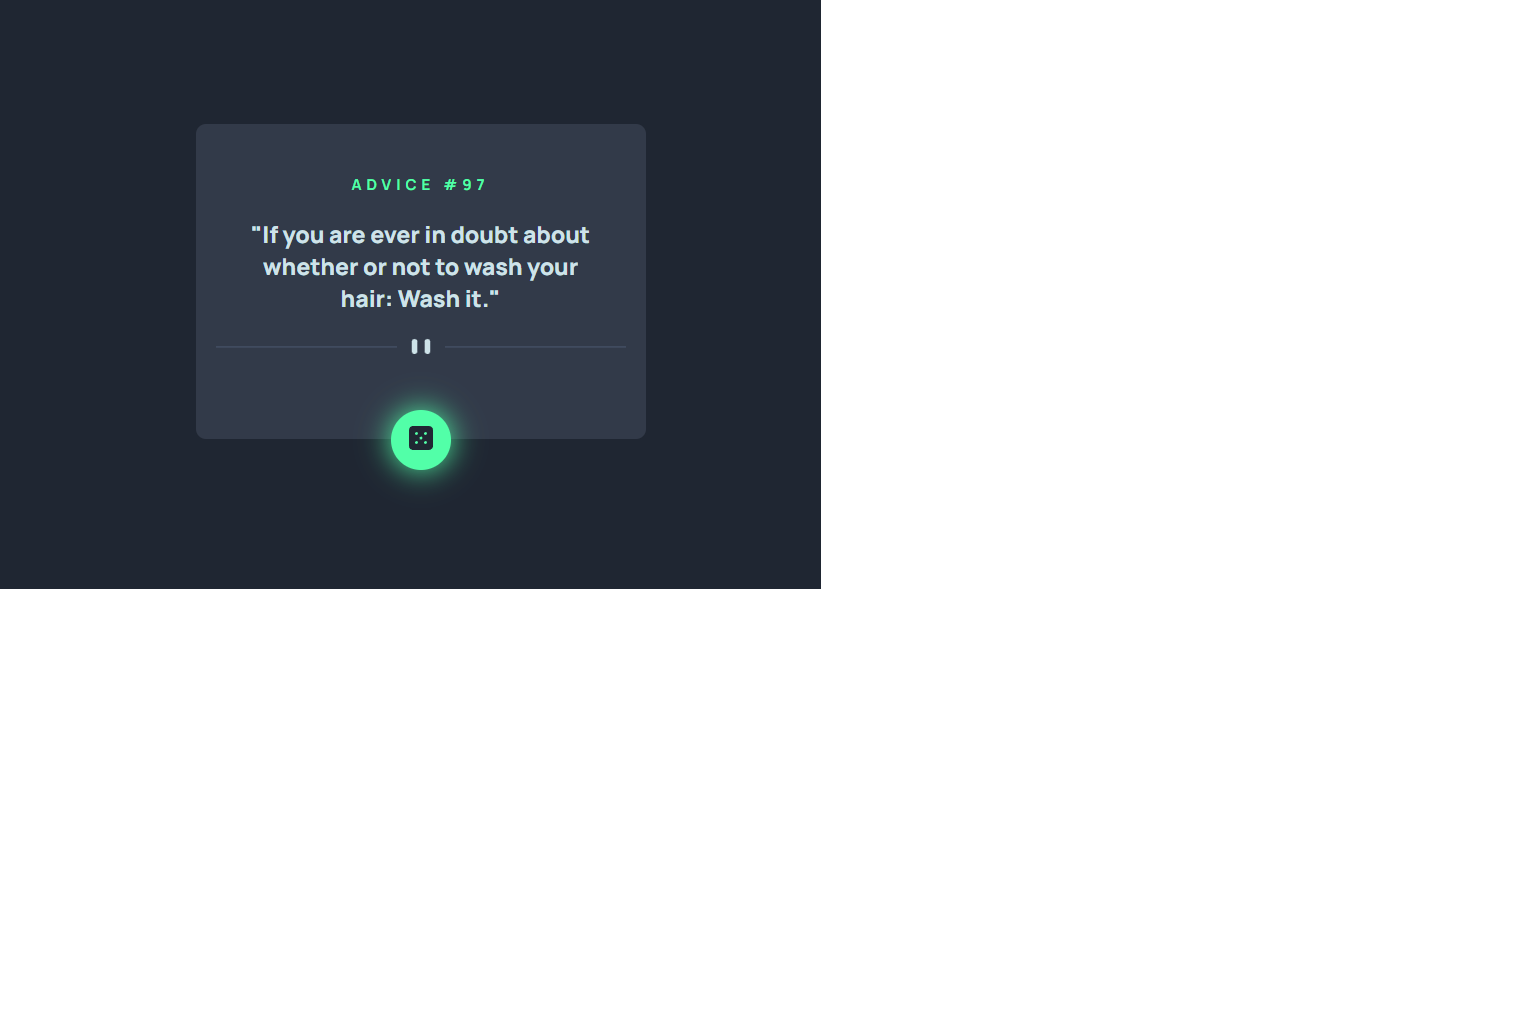 ADVICE #97
"If you are ever in doubt about
whether or not to wash your
hair: Wash it."